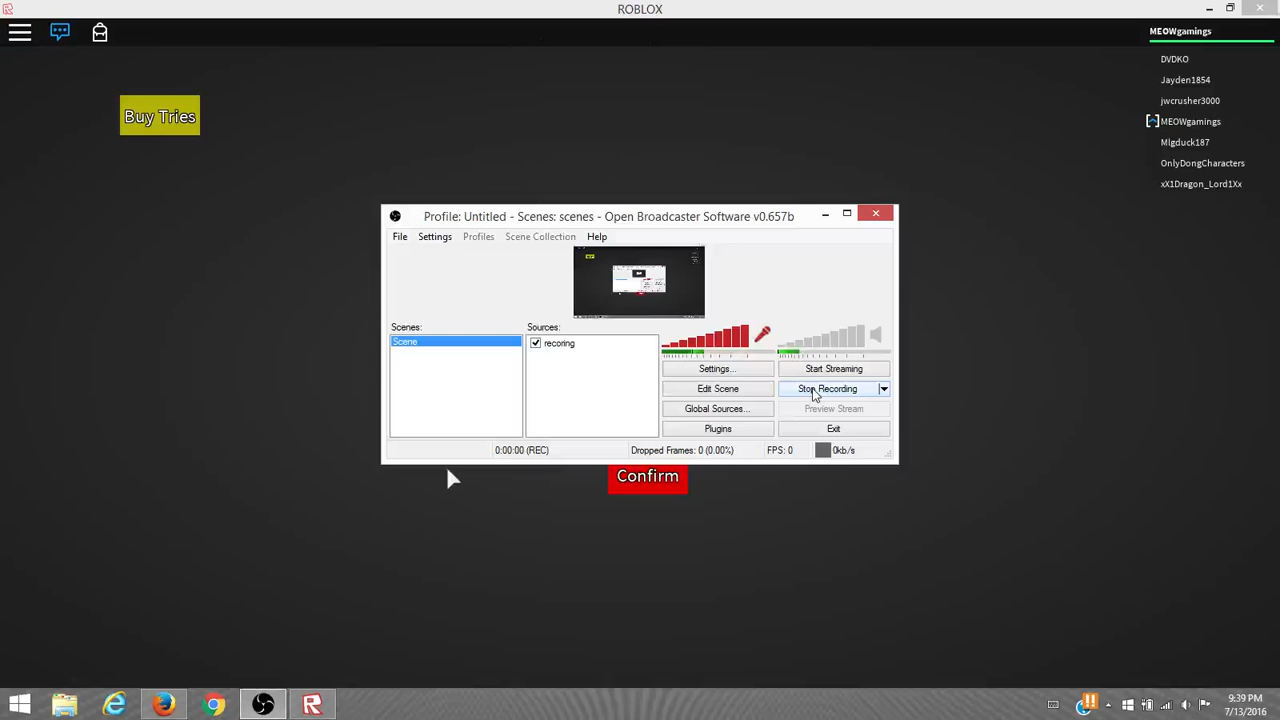 ROBLOX
MEOWgamings
DVDKO
Jayden1854
jwcrusher3000
MEOWgamings
Mlgduck187
OnlyDongCharacters
xX1Dragon_Lord1Xx
Buy Tries
Profile: Untitled - Scenes: scenes - Open Broadcaster Software v0.657b
File Settings Profiles Scene Collection Help
Scenes: Sources:
Scene
recoring
Settings... Start Streaming
Edit Scene Stop Recording
Global Sources... Preview Stream
Plugins Exit
0:00:00 (REC) Dropped Frames: 0 (0.00%) FPS: 0 0kb/s
Confirm
9:39 PM
7/13/2016